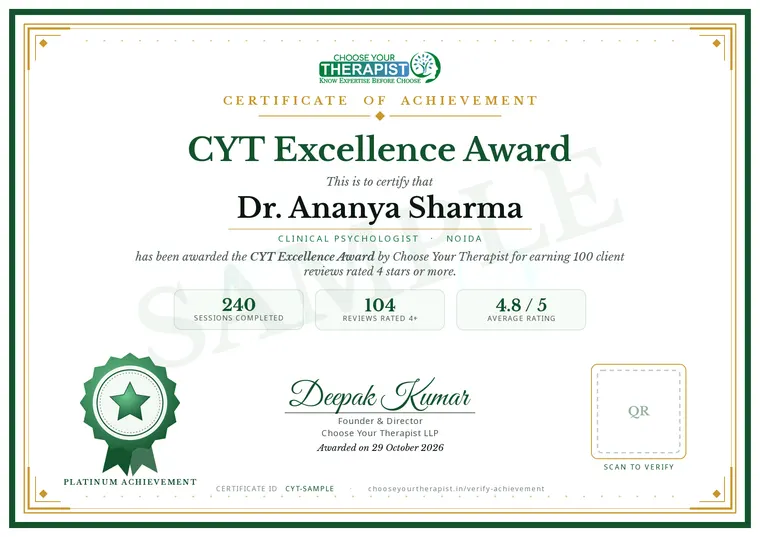 CHOOSE YOUR
THERAPIST
KNOW EXPERTISE BEFORE CHOOSE
CERTIFICATE OF ACHIEVEMENT
CYT Excellence Award
This is to certify that
Dr. Ananya Sharma
CLINICAL PSYCHOLOGIST · NOIDA
has been awarded the CYT Excellence Award by Choose Your Therapist for earning 100 client
reviews rated 4 stars or more.
240
SESSIONS COMPLETED
104
REVIEWS RATED 4+
4.8 / 5
AVERAGE RATING
SAMPLE
Deepak Kumar
Founder & Director
Choose Your Therapist LLP
Awarded on 29 October 2026
QR
SCAN TO VERIFY
PLATINUM ACHIEVEMENT
CERTIFICATE ID CYT-SAMPLE · chooseyourtherapist.in/verify-achievement